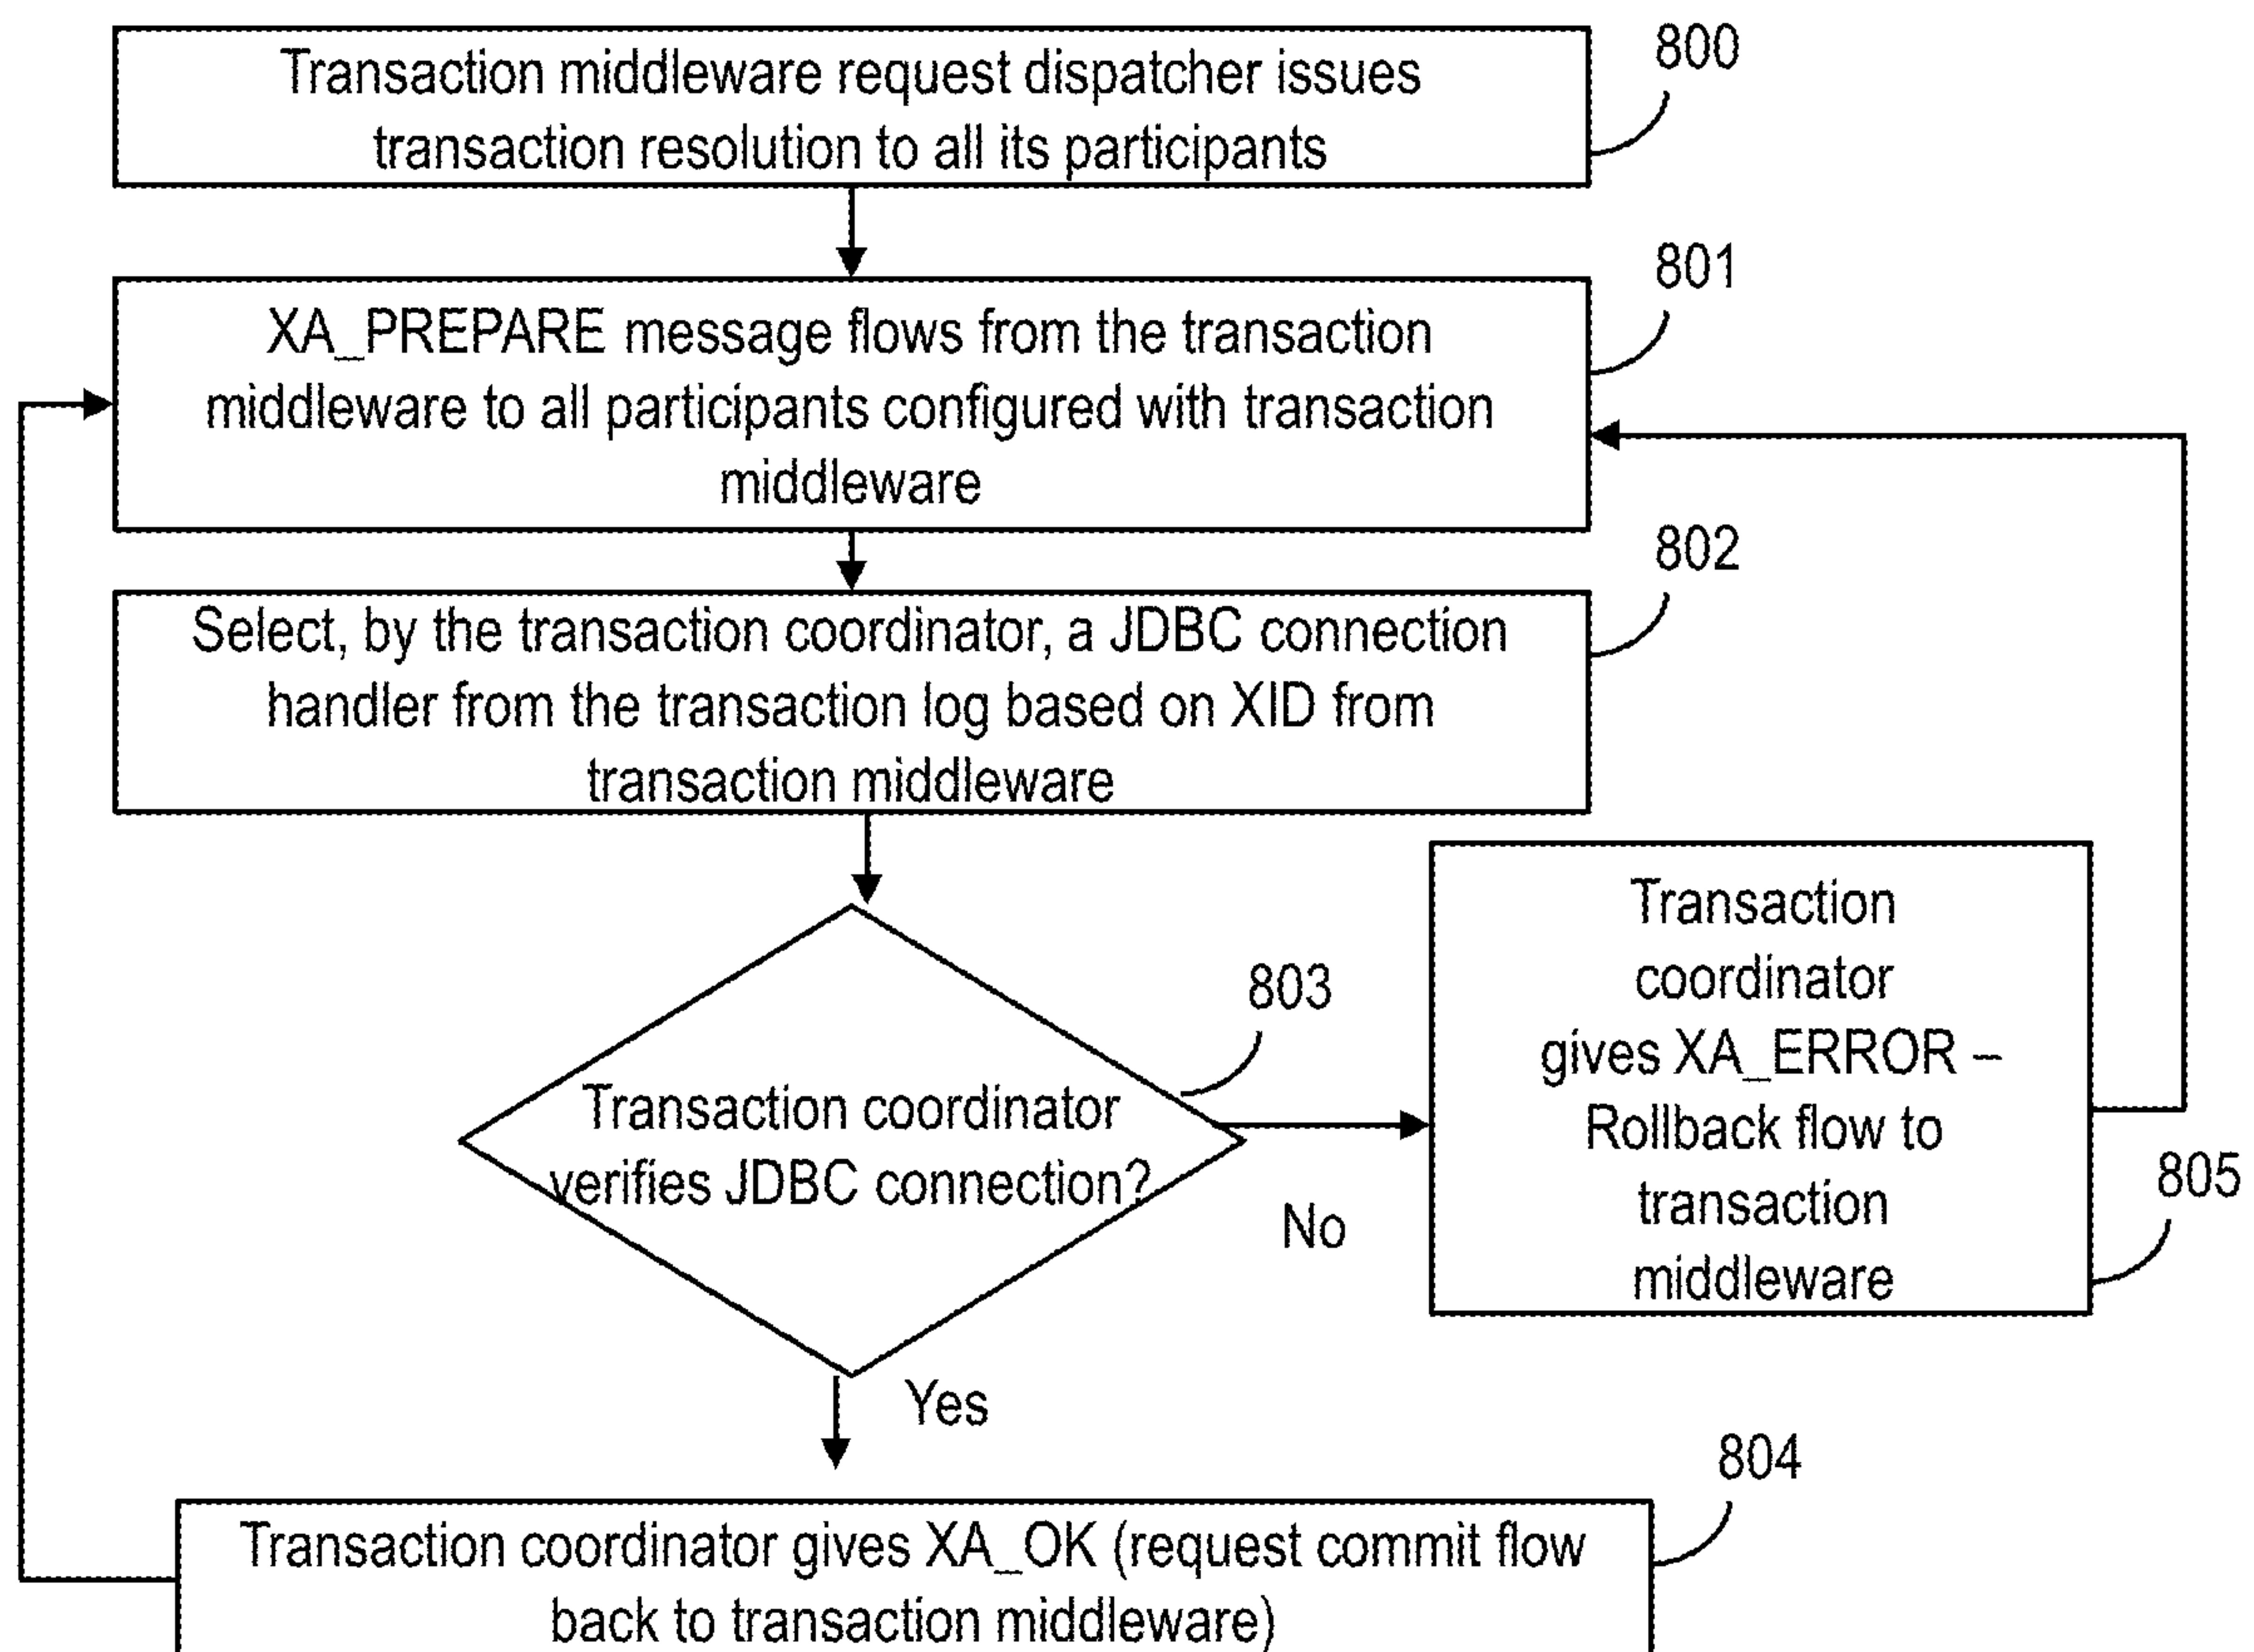 800
Transaction middleware request dispatcher issues
transaction resolution to all its participants
801
XA_PREPARE message flows from the transaction
middleware to all participants configured with transaction
middleware
802
Select, by the transaction coordinator, a JDBC connection
handler from the transaction log based on XID from
transaction middleware
803
Transaction coordinator
verifies JDBC connection?
No
Transaction
coordinator
gives XA_ERROR –
Rollback flow to
transaction
middleware
805
Yes
804
Transaction coordinator gives XA_OK (request commit flow
back to transaction middleware)